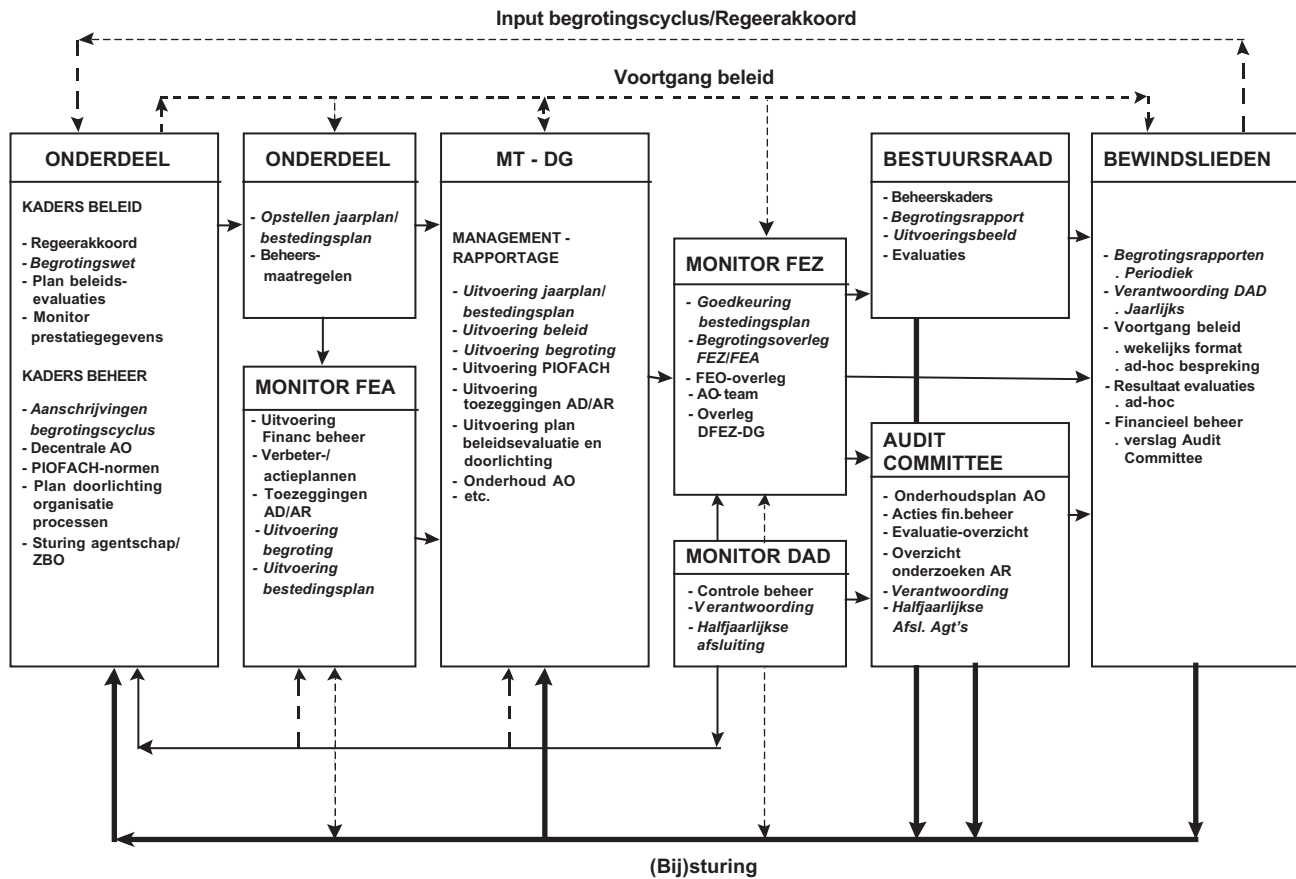 Input begrotingscyclus/Regeerakkoord
Voortgang beleid
ONDERDEEL
KADERS BELEID
- Regeerakkoord
- Begrotingswet
- Plan beleids-
evaluaties
- Monitor
prestatiegegevens
KADERS BEHEER
- Aanschrijvingen
begrotingscyclus
- Decentrale AO
- PIOFACH-normen
- Plan doorlichting
organisatie
processen
- Sturing agentschap/
ZBO
ONDERDEEL
- Opstellen jaarplan/
bestedingsplan
- Beheers-
maatregelen
MONITOR FEA
- Uitvoering
Financ beheer
- Verbeter-/
actieplannen
- Toezeggingen
AD/AR
- Uitvoering
begroting
- Uitvoering
bestedingsplan
MT - DG
MANAGEMENT -
RAPPORTAGE
- Uitvoering jaarplan/
bestedingsplan
- Uitvoering beleid
- Uitvoering begroting
- Uitvoering PIOFACH
- Uitvoering
toezeggingen AD/AR
- Uitvoering plan
beleidsevaluatie en
doorlichting
- Onderhoud AO
- etc.
MONITOR FEZ
- Goedkeuring
bestedingsplan
- Begrotingsoverleg
FEZ/FEA
- FEO-overleg
- AO-team
- Overleg
DFEZ-DG
MONITOR DAD
- Controle beheer
- Verantwoording
- Halfjaarlijkse
afsluiting
BESTUURSRAAD
- Beheerskaders
- Begrotingsrapport
- Uitvoeringsbeeld
- Evaluaties
AUDIT
COMMITTEE
- Onderhoudsplan AO
- Acties fin.beheer
- Evaluatie-overzicht
- Overzicht
onderzoeken AR
- Verantwoording
- Halfjaarlijkse
Afsl. Agt's
BEWINDSLIEDEN
- Begrotingsrapporten
. Periodiek
- Verantwoording DAD
. Jaarlijks
- Voortgang beleid
. wekelijks format
. ad-hoc bespreking
- Resultaat evaluaties
. ad-hoc
- Financieel beheer
. verslag Audit
Committee
(Bij)sturing